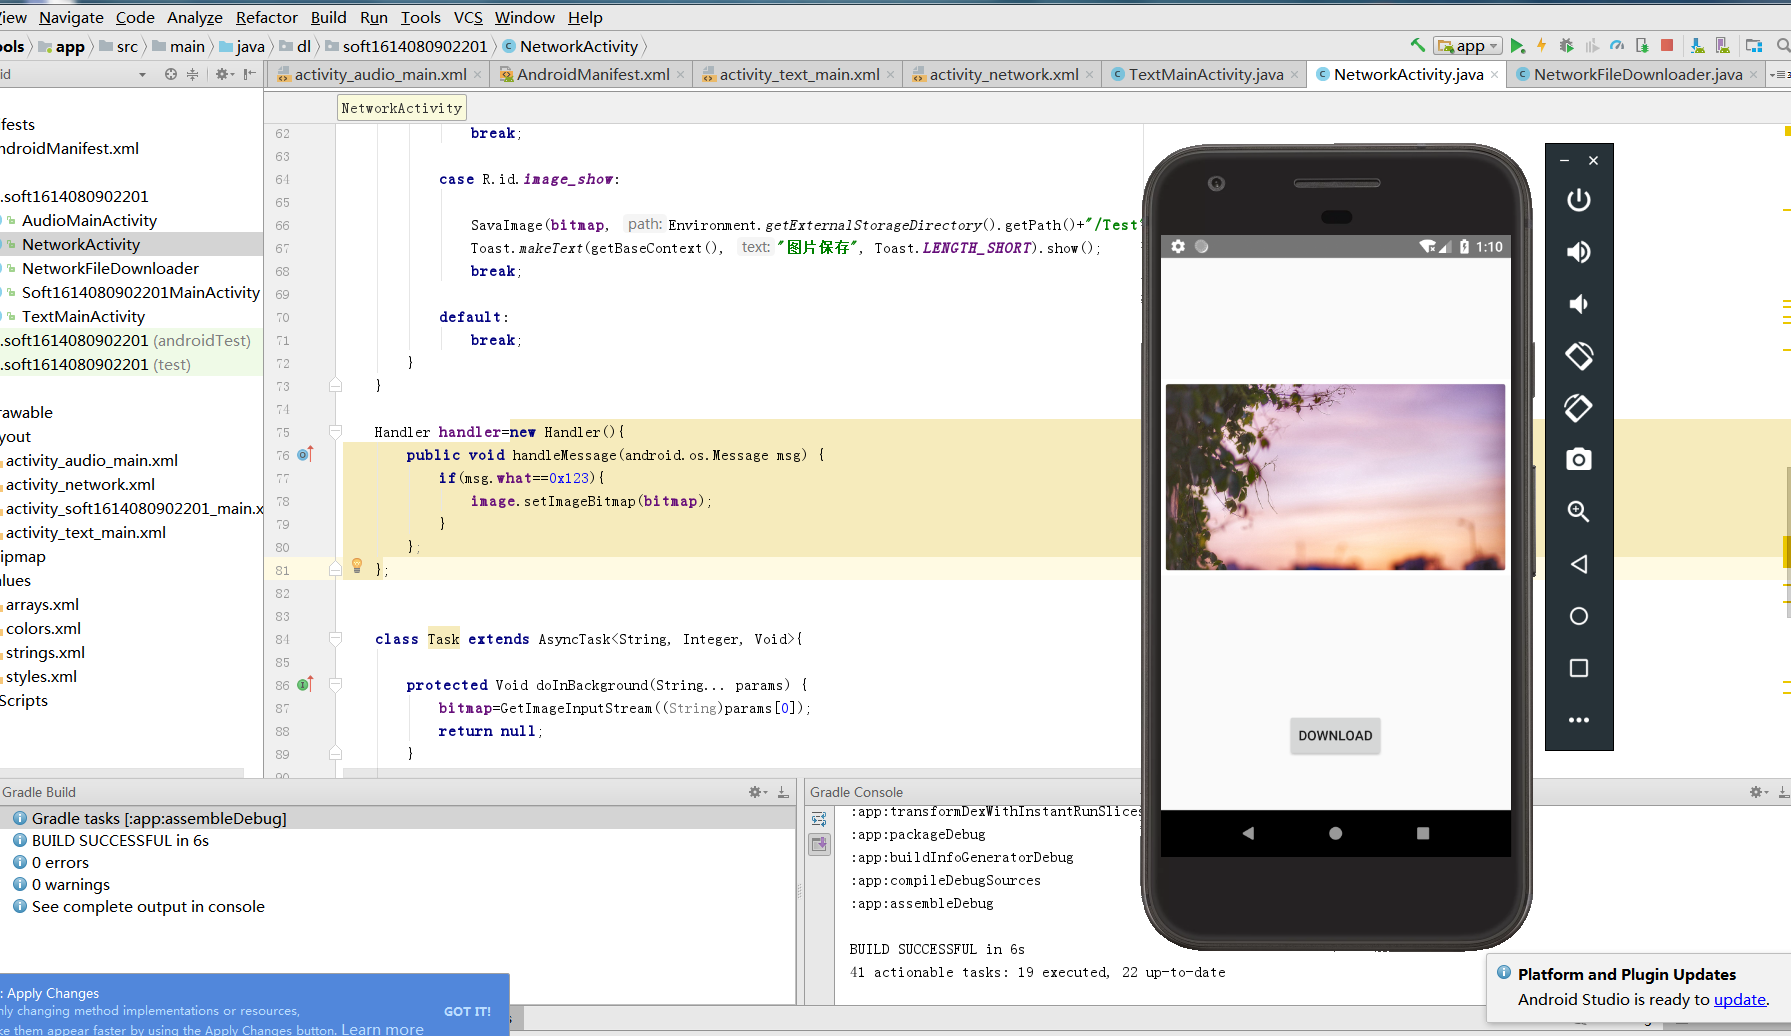 View Navigate Code Analyze Refactor Build Run Tools VCS Window Help
ools app src main java dl soft1614080902201 NetworkActivity
app
id
activity_audio_main.xml AndroidManifest.xml activity_text_main.xml activity_network.xml TextMainActivity.java NetworkActivity.java NetworkFileDownloader.java
NetworkActivity
ifests
ndroidManifest.xml
.soft1614080902201
AudioMainActivity
NetworkActivity
NetworkFileDownloader
Soft1614080902201MainActivity
TextMainActivity
.soft1614080902201 (androidTest)
.soft1614080902201 (test)
rawable
yout
activity_audio_main.xml
activity_network.xml
activity_soft1614080902201_main.x
activity_text_main.xml
ipmap
alues
arrays.xml
colors.xml
strings.xml
styles.xml
Scripts
62 break;
63
64 case R.id.image_show:
65
66 SavaImage(bitmap, path: Environment.getExternalStorageDirectory().getPath()+"/Test"
67 Toast.makeText(getBaseContext(), text: "图片保存", Toast.LENGTH_SHORT).show();
68 break;
69
70 default:
71 break;
72 }
73 }
74
75 Handler handler=new Handler(){
76 public void handleMessage(android.os.Message msg) {
77 if(msg.what==0x123){
78 image.setImageBitmap(bitmap);
79 }
80 };
81 };
82
83
84 class Task extends AsyncTask<String, Integer, Void>{
85
86 protected Void doInBackground(String... params) {
87 bitmap=GetImageInputStream((String)params[0]);
88 return null;
89 }
90
1:10
DOWNLOAD
Gradle Build
Gradle tasks [:app:assembleDebug]
BUILD SUCCESSFUL in 6s
0 errors
0 warnings
See complete output in console
Gradle Console
:app:transformDexWithInstantRunSlices
:app:packageDebug
:app:buildInfoGeneratorDebug
:app:compileDebugSources
:app:assembleDebug
BUILD SUCCESSFUL in 6s
41 actionable tasks: 19 executed, 22 up-to-date
: Apply Changes
nly changing method implementations or resources,
GOT IT!
ke them appear faster by using the Apply Changes button. Learn more
Platform and Plugin Updates
Android Studio is ready to update.